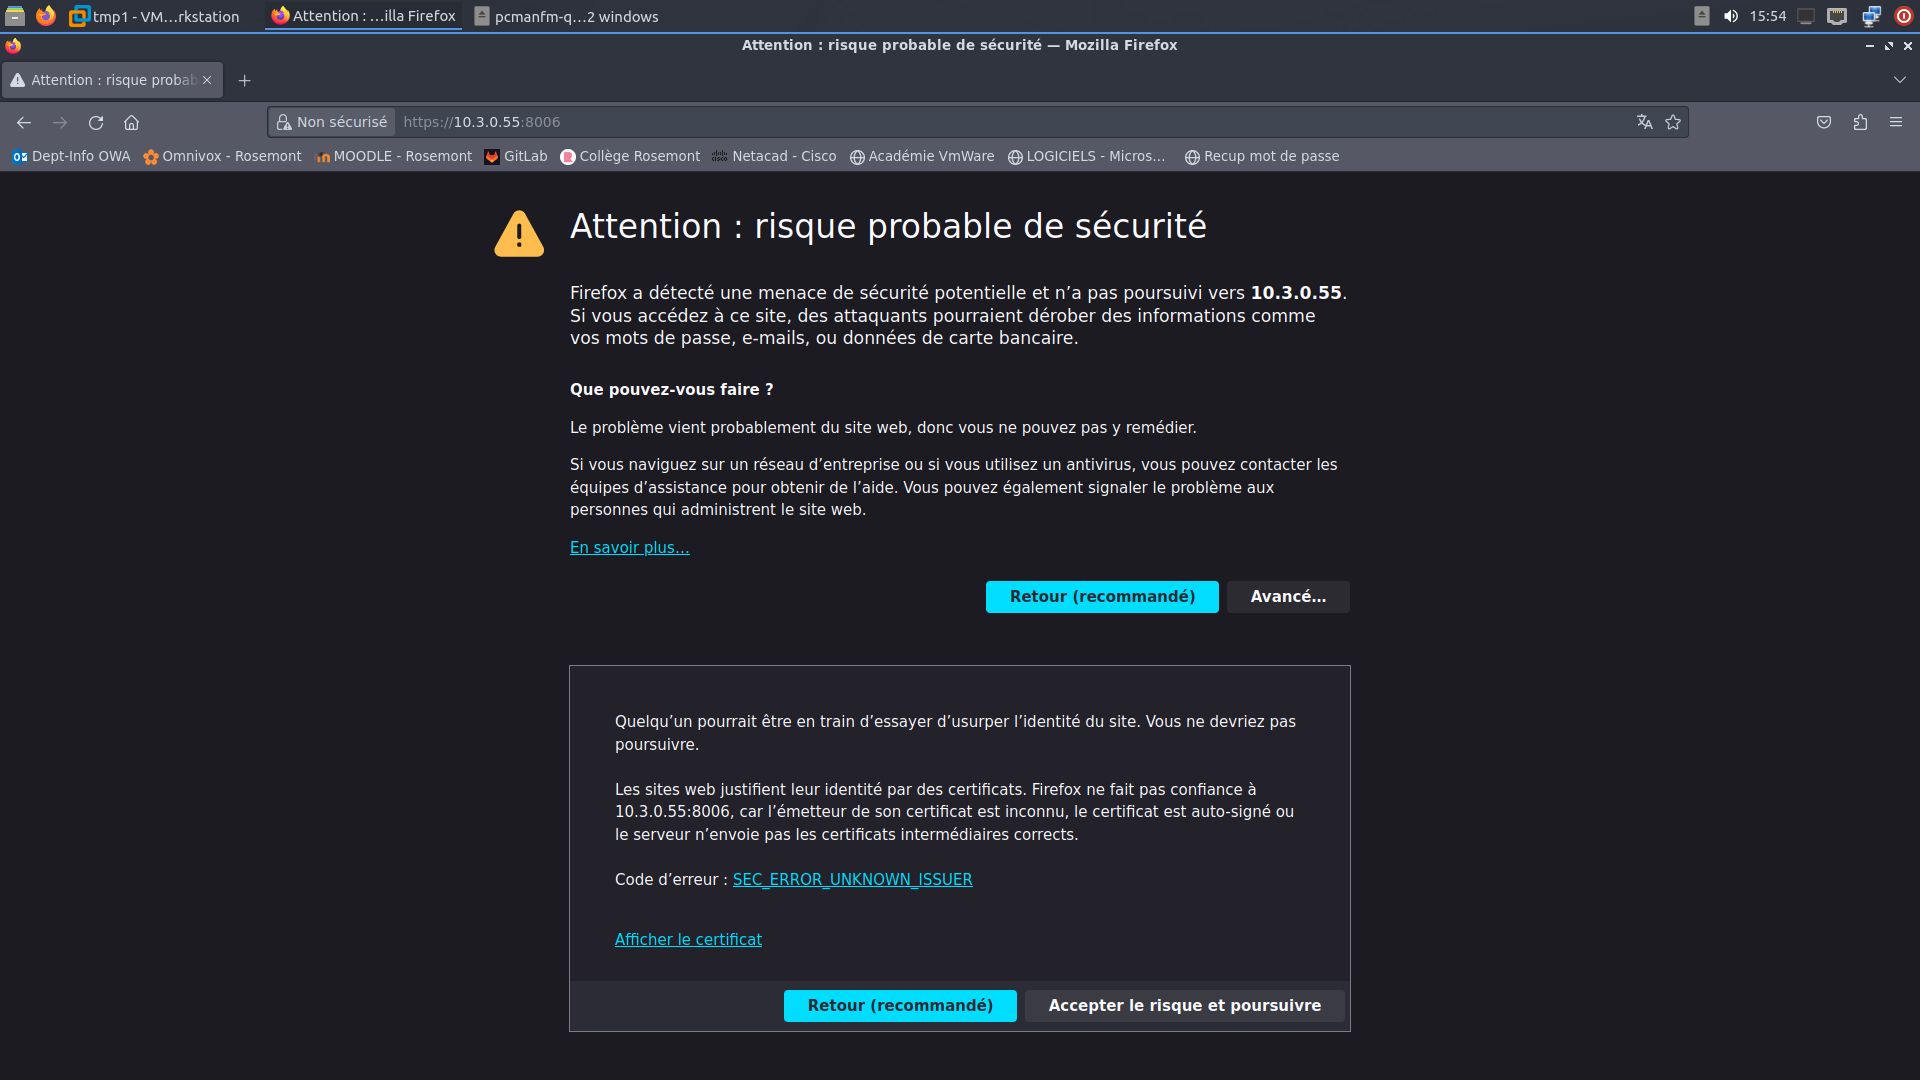 tmp1 - VM...rkstation
Attention : ...illa Firefox
pcmanfm-q...2 windows
15:54
Attention : risque probable de sécurité — Mozilla Firefox
Attention : risque probab
Non sécurisé
https://10.3.0.55:8006
Dept-Info OWA
Omnivox - Rosemont
MOODLE - Rosemont
GitLab
Collège Rosemont
Netacad - Cisco
Académie VmWare
LOGICIELS - Micros...
Recup mot de passe
Attention : risque probable de sécurité
Firefox a détecté une menace de sécurité potentielle et n’a pas poursuivi vers 10.3.0.55.
Si vous accédez à ce site, des attaquants pourraient dérober des informations comme
vos mots de passe, e-mails, ou données de carte bancaire.
Que pouvez-vous faire ?
Le problème vient probablement du site web, donc vous ne pouvez pas y remédier.
Si vous naviguez sur un réseau d’entreprise ou si vous utilisez un antivirus, vous pouvez contacter les
équipes d’assistance pour obtenir de l’aide. Vous pouvez également signaler le problème aux
personnes qui administrent le site web.
En savoir plus…
Retour (recommandé)
Avancé…
Quelqu’un pourrait être en train d’essayer d’usurper l’identité du site. Vous ne devriez pas
poursuivre.
Les sites web justifient leur identité par des certificats. Firefox ne fait pas confiance à
10.3.0.55:8006, car l’émetteur de son certificat est inconnu, le certificat est auto-signé ou
le serveur n’envoie pas les certificats intermédiaires corrects.
Code d’erreur : SEC_ERROR_UNKNOWN_ISSUER
Afficher le certificat
Retour (recommandé)
Accepter le risque et poursuivre